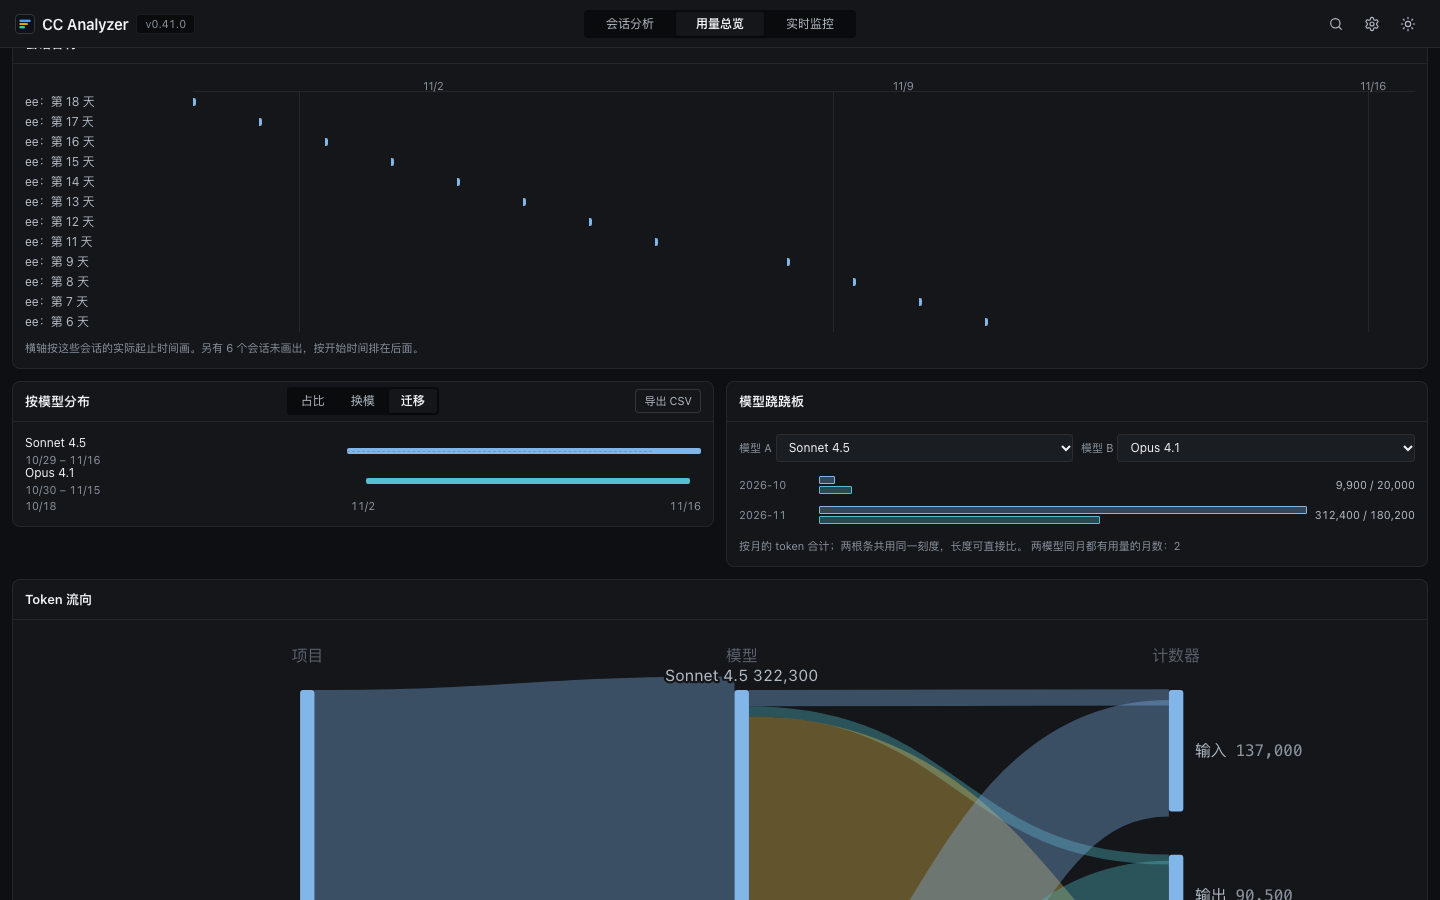 CC Analyzer v0.41.0 会话分析 用量总览 实时监控
11/2 11/9 11/16
ee：第 18 天
ee：第 17 天
ee：第 16 天
ee：第 15 天
ee：第 14 天
ee：第 13 天
ee：第 12 天
ee：第 11 天
ee：第 9 天
ee：第 8 天
ee：第 7 天
ee：第 6 天
横轴按这些会话的实际起止时间画。另有 6 个会话未画出，按开始时间排在后面。
按模型分布 占比 换模 迁移 导出 CSV
Sonnet 4.5
10/29 – 11/16
Opus 4.1
10/30 – 11/15
10/18 11/2 11/16
模型跷跷板
模型 A Sonnet 4.5 模型 B Opus 4.1
2026-10 9,900 / 20,000
2026-11 312,400 / 180,200
按月的 token 合计；两根条共用同一刻度，长度可直接比。 两模型同月都有用量的月数：2
Token 流向
项目 模型 计数器
Sonnet 4.5 322,300
输入 137,000
输出 90,500